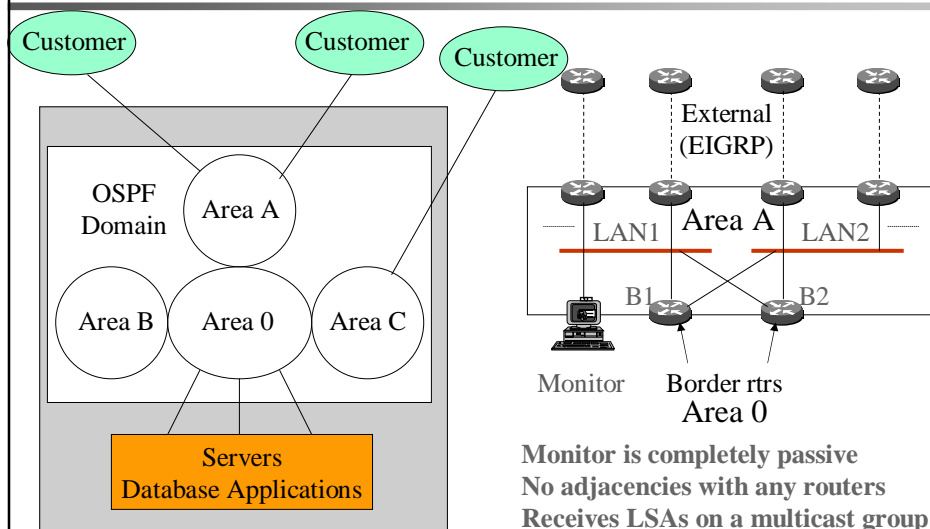 Customer
Customer
Customer
OSPF
Domain
Area A
Area B
Area 0
Area C
Servers
Database Applications
External
(EIGRP)
Area A
LAN1
LAN2
B1
B2
Monitor
Border rtrs
Area 0
Monitor is completely passive
No adjacencies with any routers
Receives LSAs on a multicast group